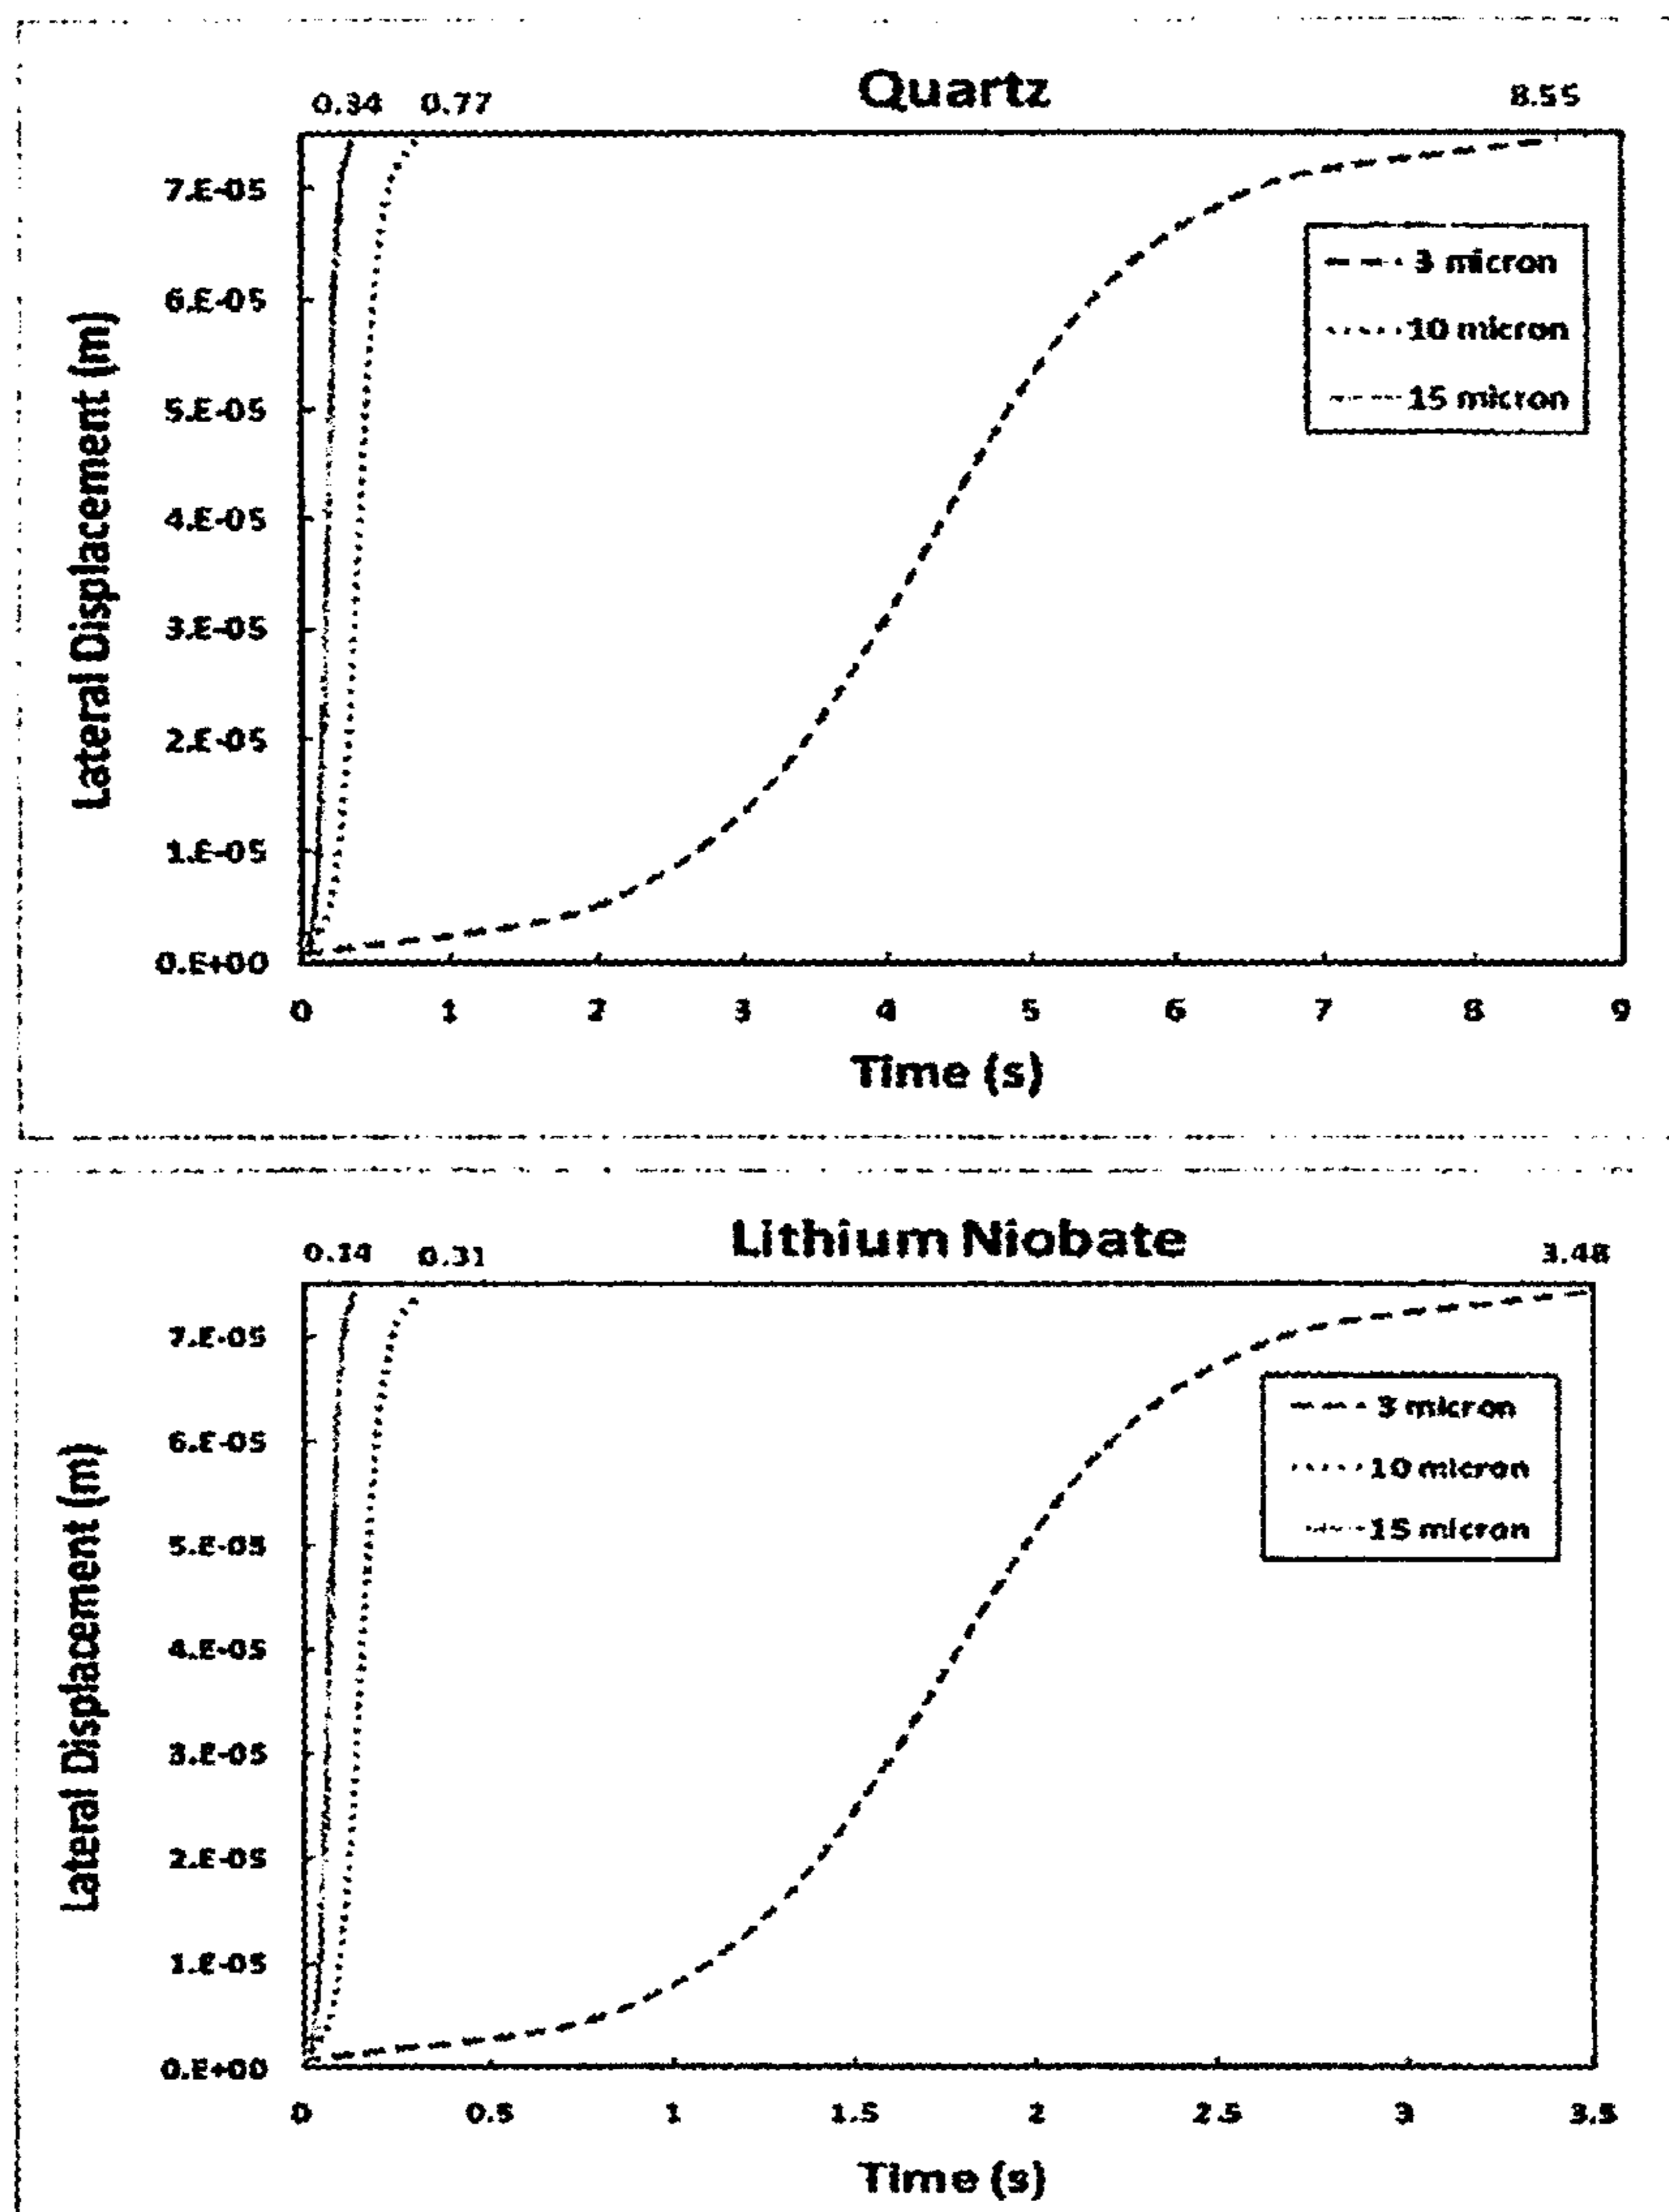 Quartz
0.34 0.77 8.55
7.E-05
6.E-05
5.E-05
4.E-05
3.E-05
2.E-05
1.E-05
0.E+00
Lateral Displacement (m)
3 micron
10 micron
15 micron
0 1 2 3 4 5 6 7 8 9
Time (s)
Lithium Niobate
0.14 0.31 3.48
7.E-05
6.E-05
5.E-05
4.E-05
3.E-05
2.E-05
1.E-05
0.E+00
Lateral Displacement (m)
3 micron
10 micron
15 micron
0 0.5 1 1.5 2 2.5 3 3.5
Time (s)